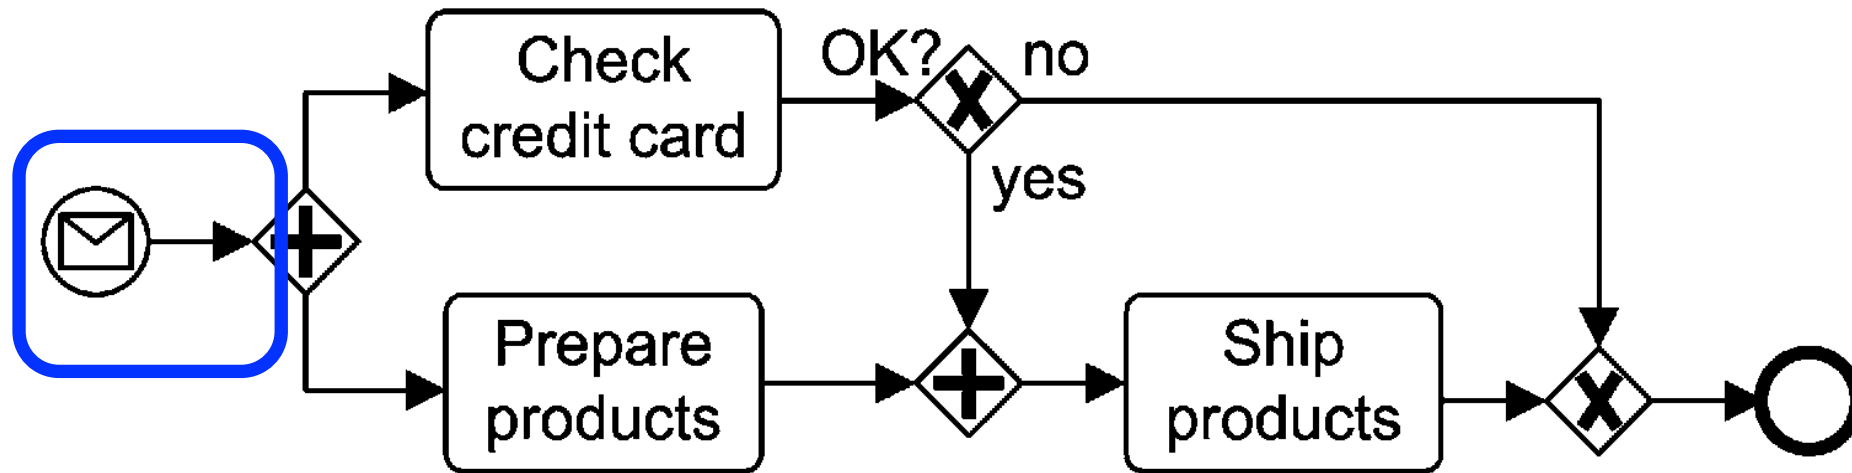 Check
credit card
OK?
no
yes
Prepare
products
Ship
products